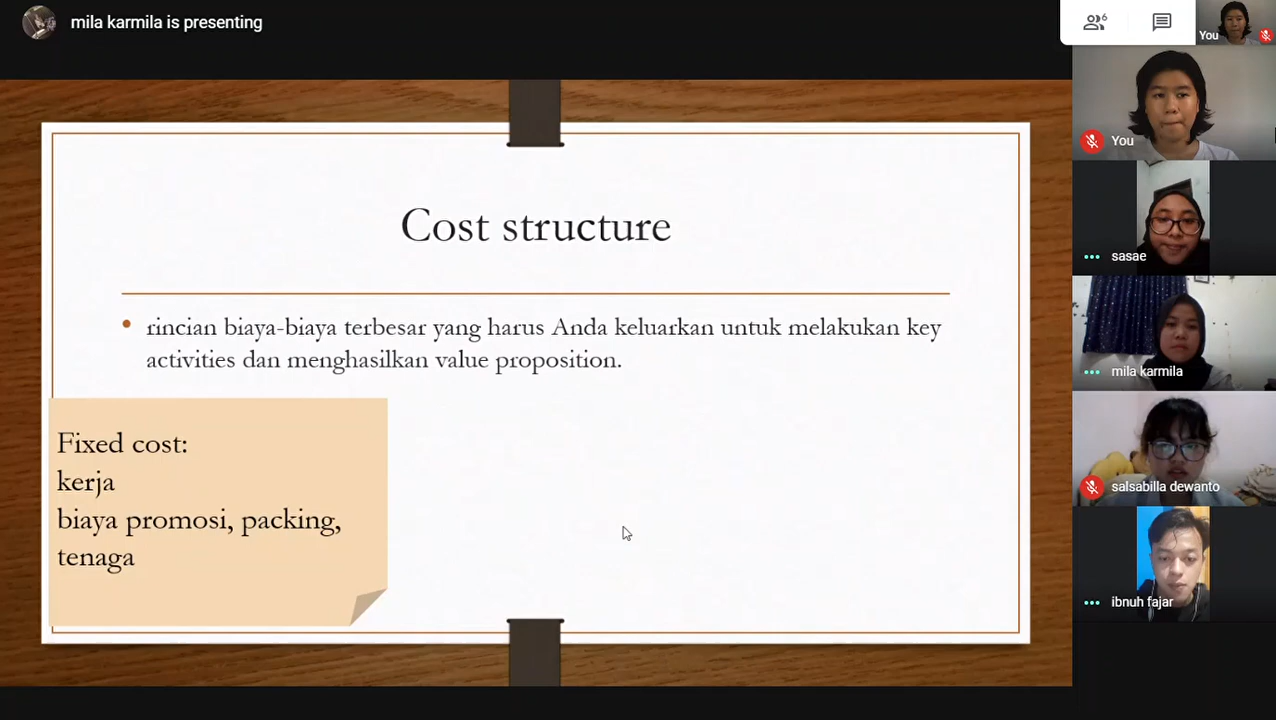 mila karmila is presenting
6
You
You
sasae
mila karmila
salsabilla dewanto
ibnuh fajar
Cost structure
• rincian biaya-biaya terbesar yang harus Anda keluarkan untuk melakukan key
activities dan menghasilkan value proposition.
Fixed cost:
kerja
biaya promosi, packing,
tenaga